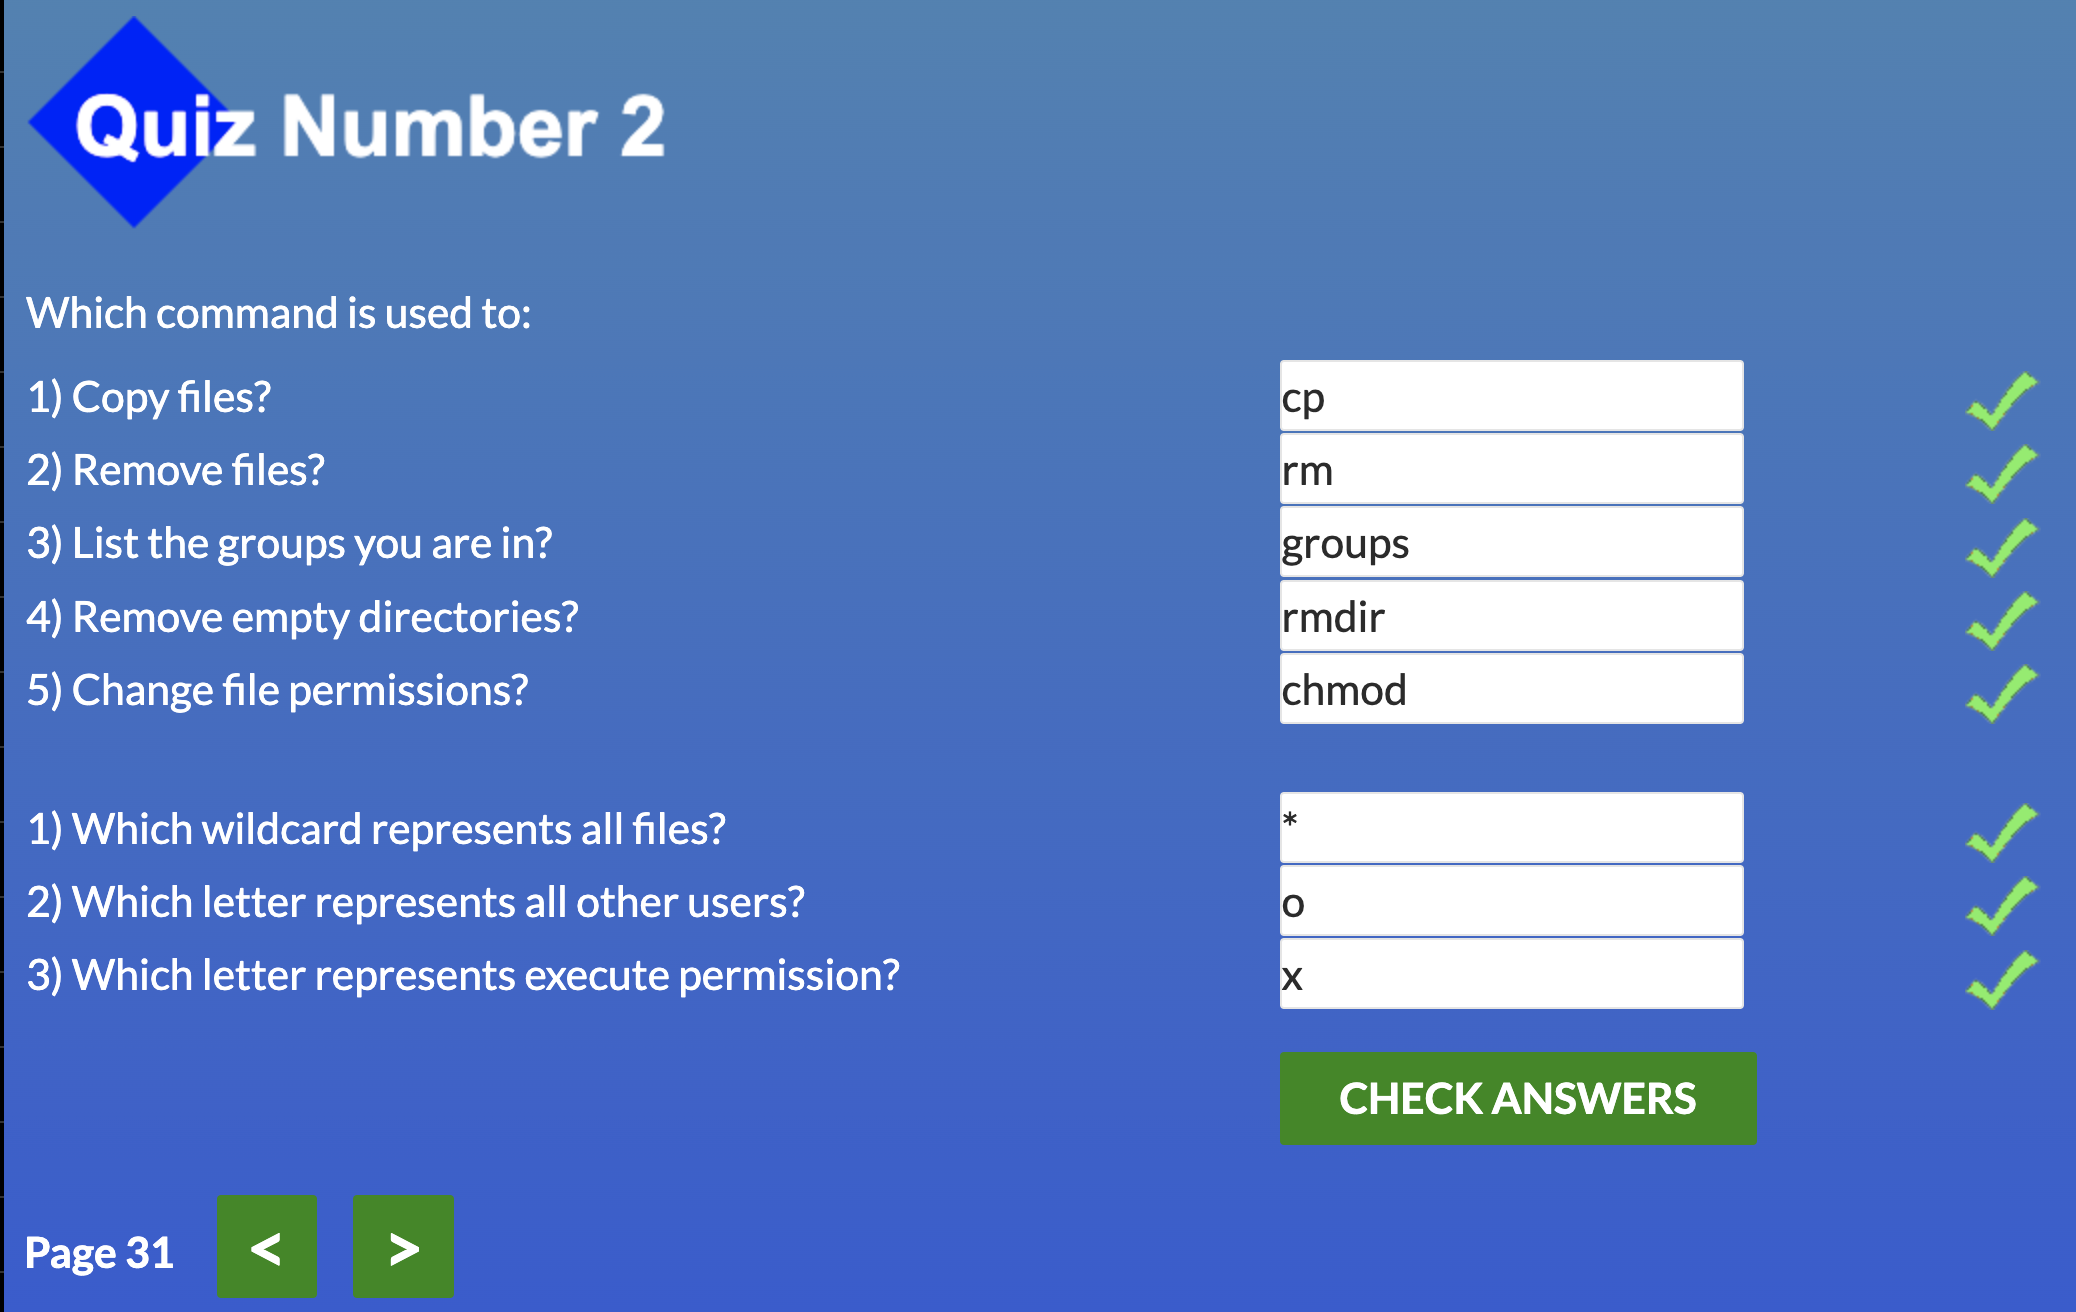 Quiz Number 2
Which command is used to:
1) Copy files? cp
2) Remove files? rm
3) List the groups you are in? groups
4) Remove empty directories? rmdir
5) Change file permissions? chmod
1) Which wildcard represents all files? *
2) Which letter represents all other users? o
3) Which letter represents execute permission? x
CHECK ANSWERS
Page 31 < >